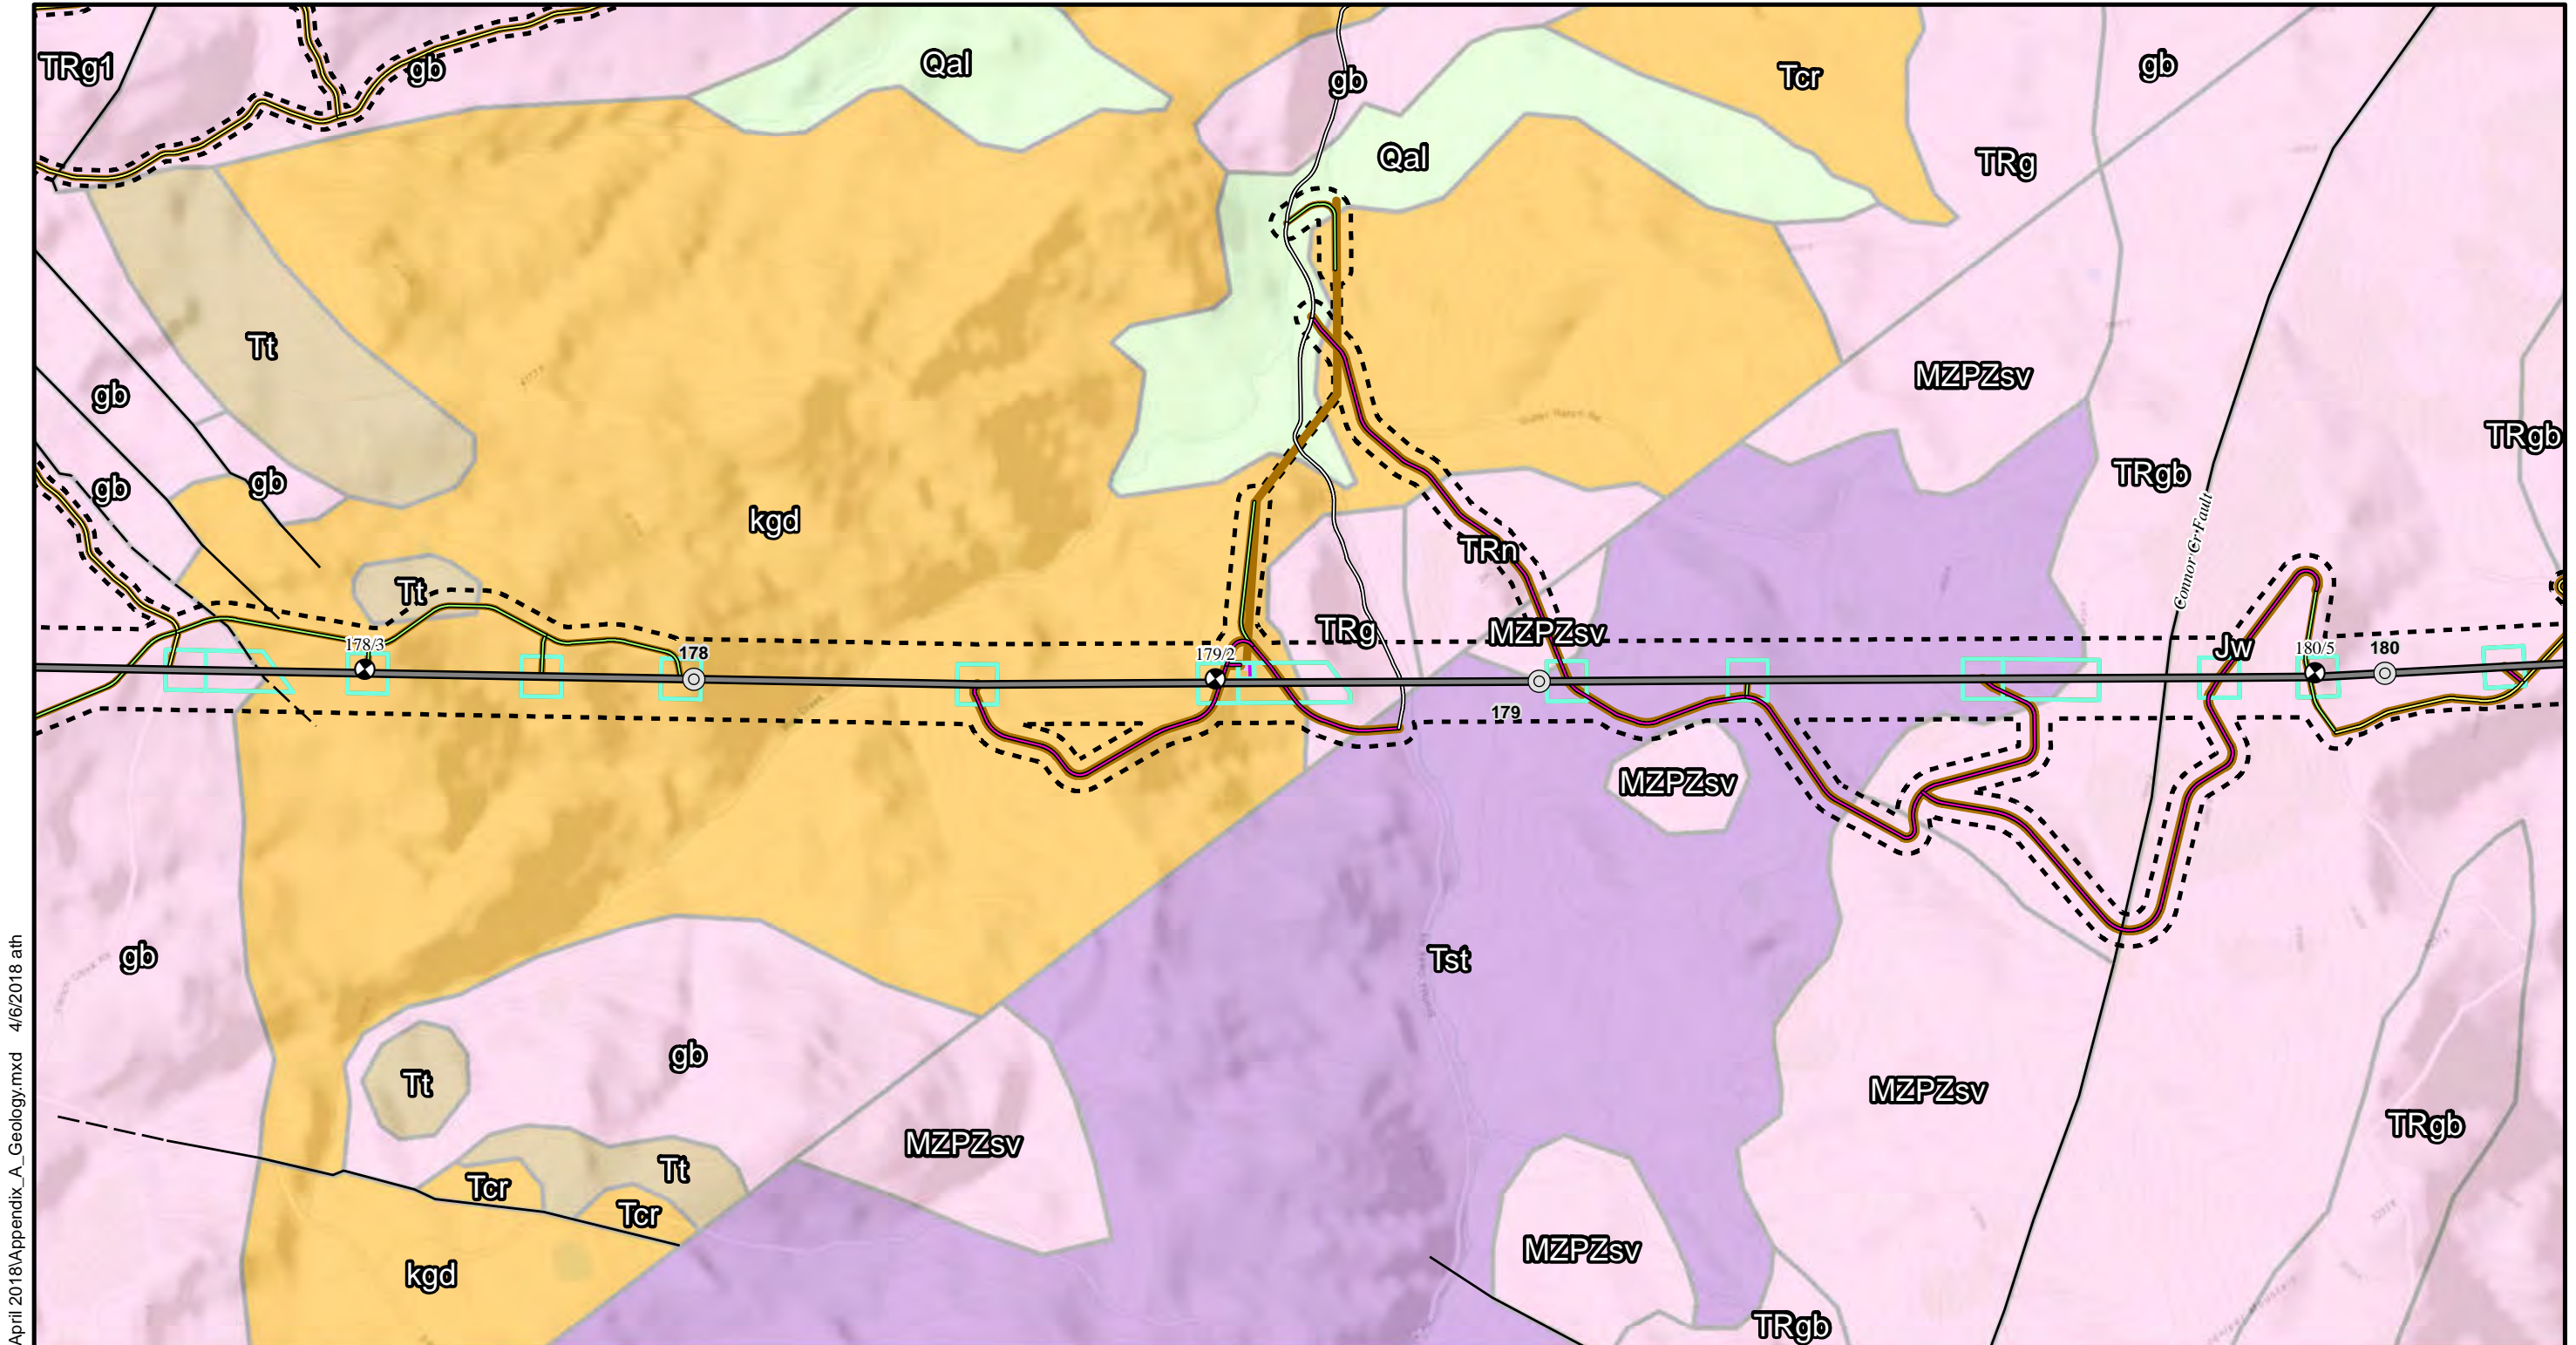 TRg1
gb
Qal
gb
Tcr
gb
Qal
TRg
Tt
gb
MZPZsv
TRgb
gb
gb
TRgb
kgd
TRn
Connor Cr Fault
Tt
TRg
MZPZsv
178/3
178
179/2
Jw
180/5
180
179
MZPZsv
gb
Tst
gb
Tt
MZPZsv
TRgb
MZPZsv
Tt
Tcr
Tcr
MZPZsv
kgd
TRgb
April 2018\Appendix_A_Geology.mxd 4/6/2018 ath